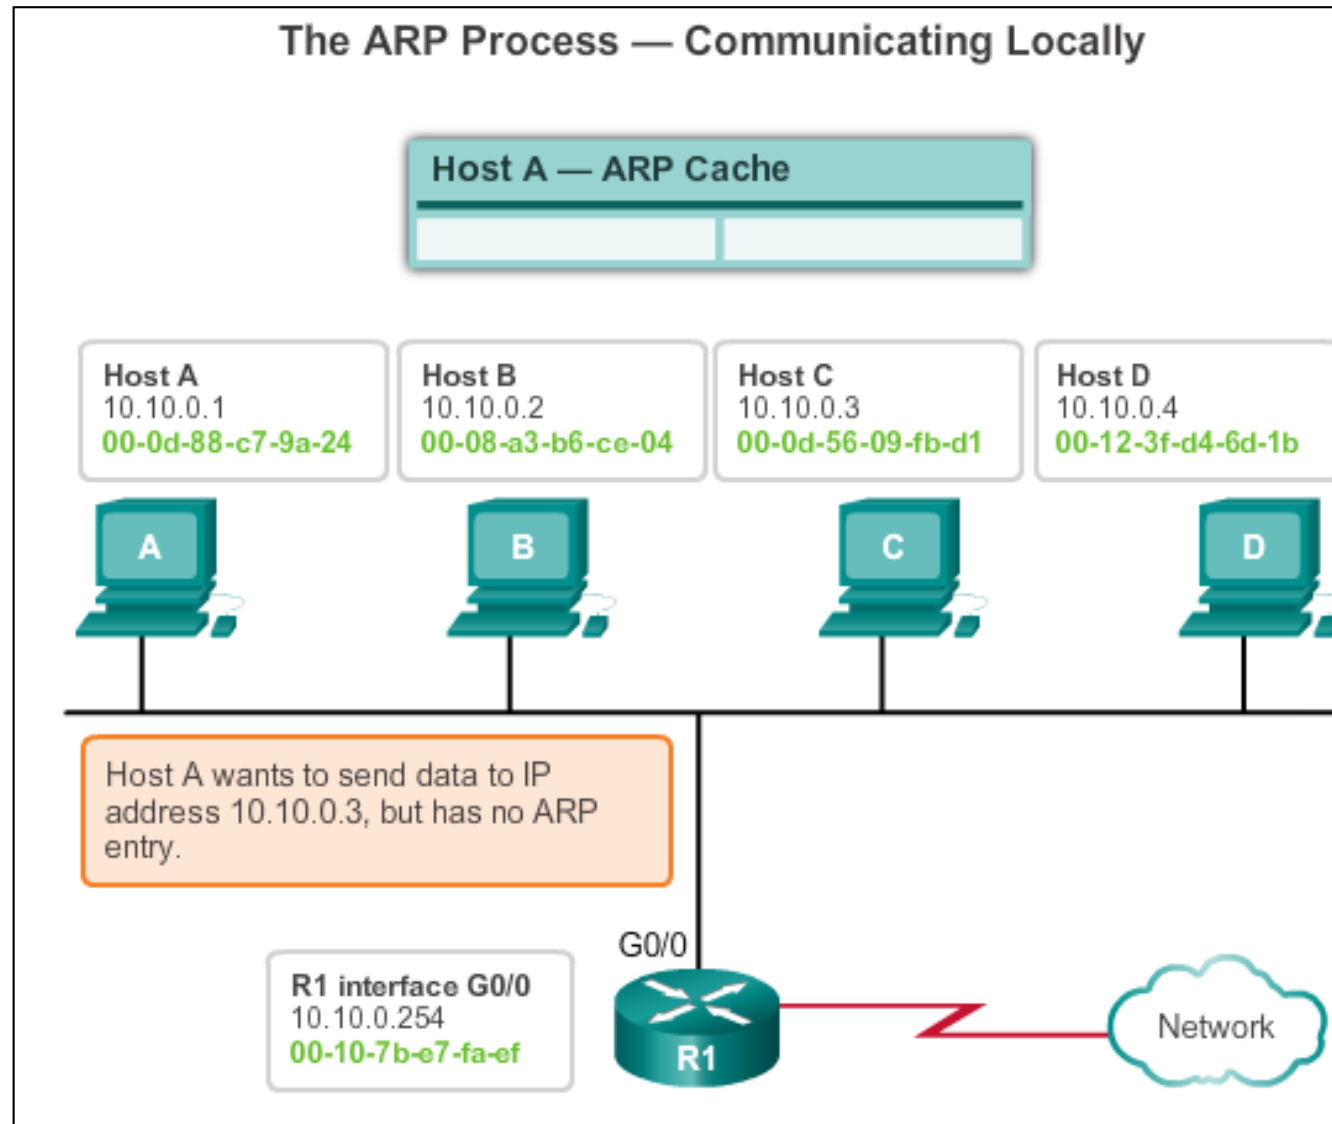 The ARP Process — Communicating Locally
Host A — ARP Cache
Host A
10.10.0.1
00-0d-88-c7-9a-24
Host B
10.10.0.2
00-08-a3-b6-ce-04
Host C
10.10.0.3
00-0d-56-09-fb-d1
Host D
10.10.0.4
00-12-3f-d4-6d-1b
A
B
C
D
Host A wants to send data to IP
address 10.10.0.3, but has no ARP
entry.
G0/0
R1 interface G0/0
10.10.0.254
00-10-7b-e7-fa-ef
R1
Network